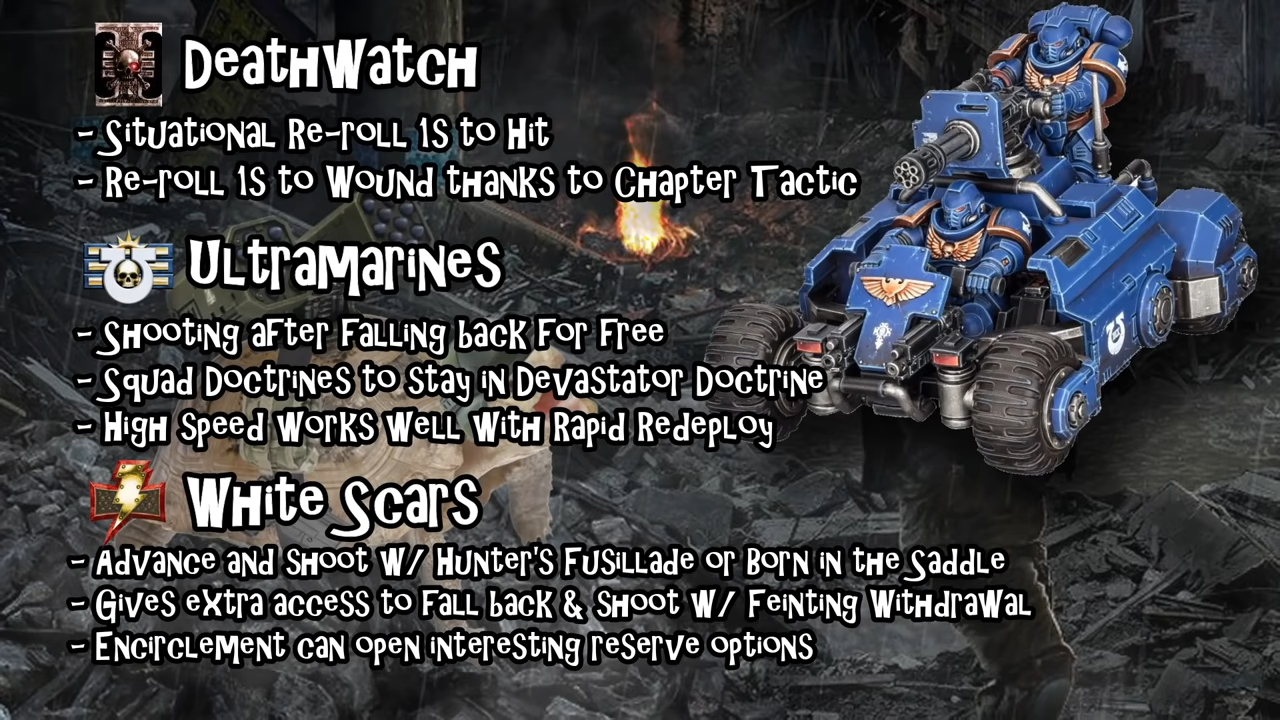 Deathwatch
- Situational Re-roll 1s to Hit
- Re-roll 1s to Wound thanks to Chapter Tactic
Ultramarines
- Shooting after Falling back For Free
- Squad Doctrines to stay in Devastator Doctrine
- High Speed Works Well With Rapid Redeploy
White Scars
- Advance and shoot W/ Hunter's Fusillade or Born in the Saddle
- Gives extra access to Fall back & shoot W/ Feinting Withdrawal
- Encirclement can open interesting reserve options